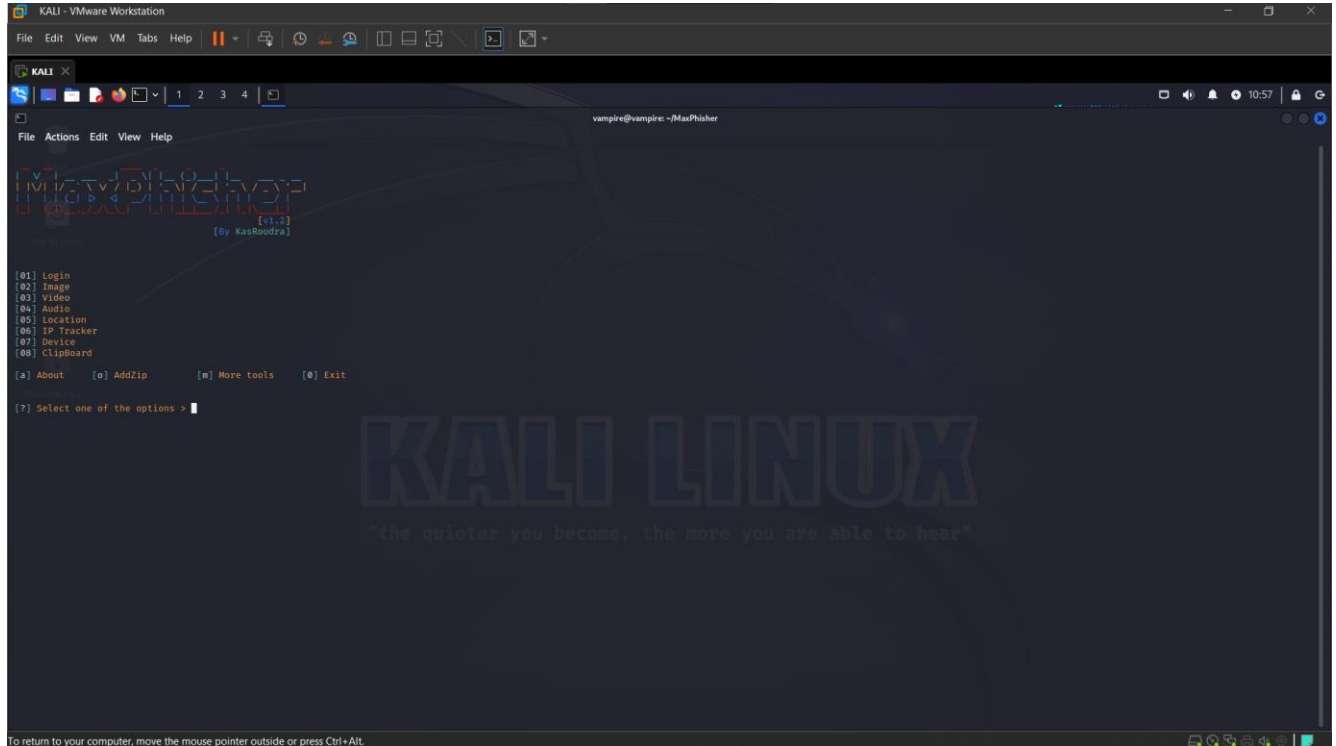 KALI - VMware Workstation
File Edit View VM Tabs Help
KALI
1 2 3 4
10:57
vampire@vampire: ~/MaxPhisher
File Actions Edit View Help
MaxPhisher
[v1.2]
[By KasRoudra]
[01] Login
[02] Image
[03] Video
[04] Audio
[05] Location
[06] IP Tracker
[07] Device
[08] ClipBoard
[a] About [o] AddZip [m] More tools [0] Exit
[?] Select one of the options >
KALI LINUX
"the quieter you become, the more you are able to hear"
To return to your computer, move the mouse pointer outside or press Ctrl+Alt.